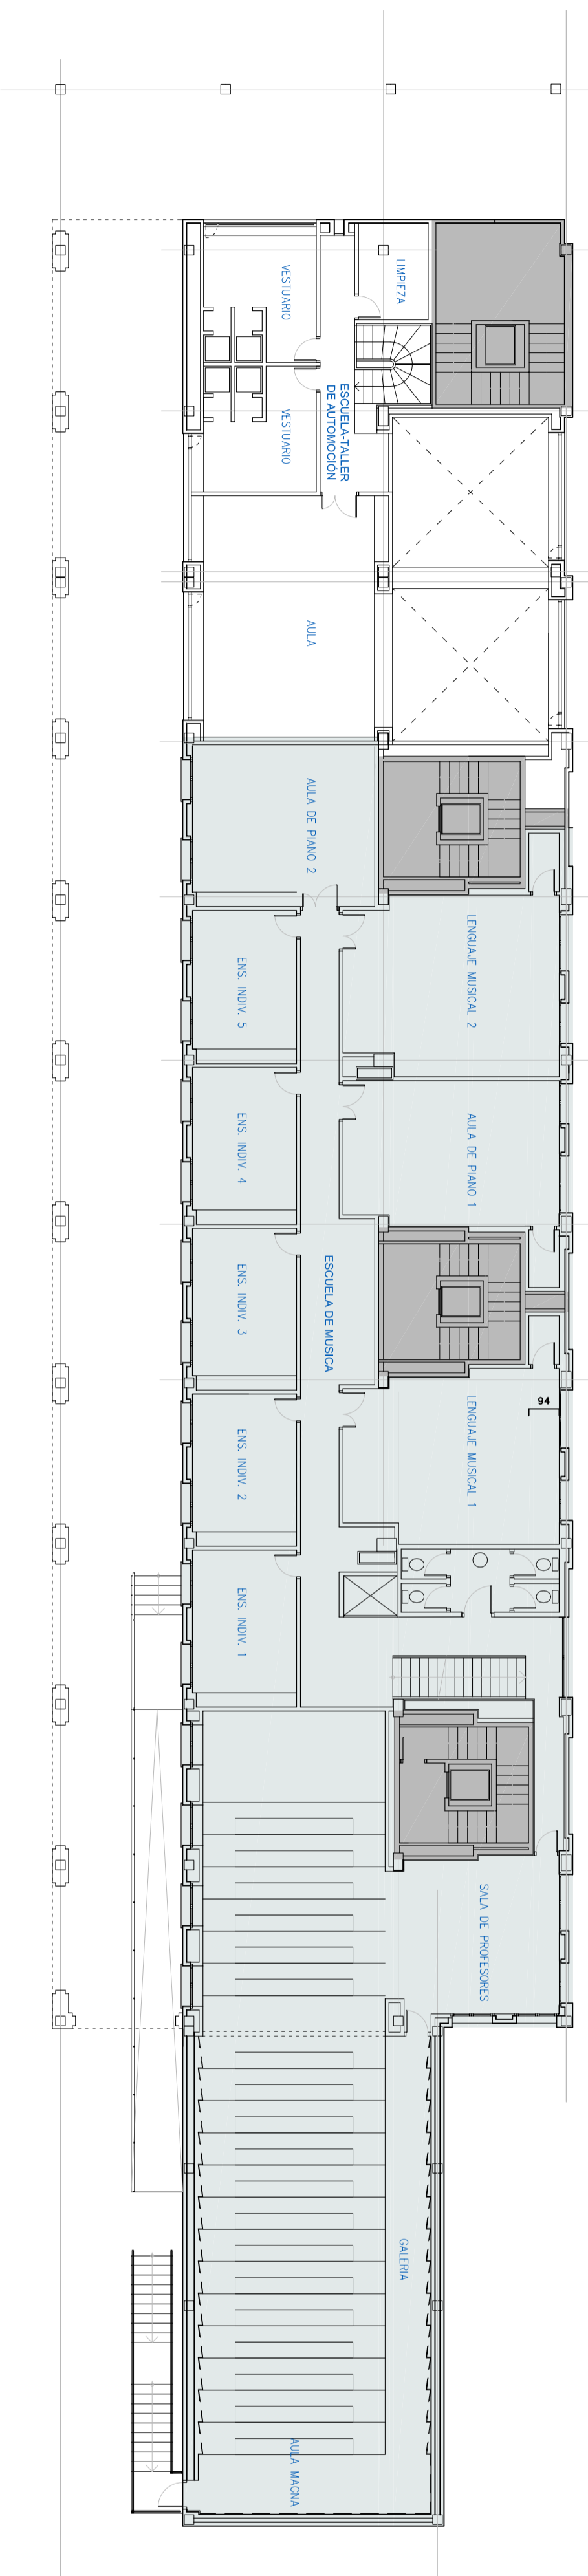 LIMPIEZA
VESTUARIO
ESCUELA-TALLER
DE AUTOMOCIÓN
VESTUARIO
AULA
AULA DE PIANO 2
LENGUAJE MUSICAL 2
ENS. INDIV. 5
AULA DE PIANO 1
ENS. INDIV. 4
ESCUELA DE MUSICA
ENS. INDIV. 3
94
LENGUAJE MUSICAL 1
ENS. INDIV. 2
ENS. INDIV. 1
SALA DE PROFESORES
GALERIA
AULA MAGNA